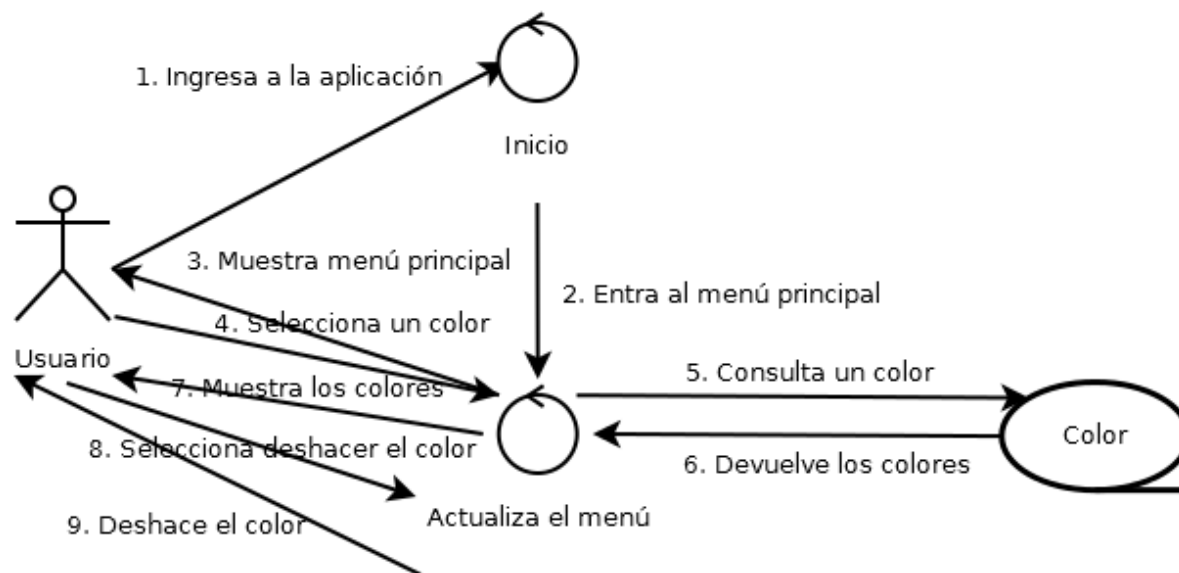 1. Ingresa a la aplicación
Inicio
3. Muestra menú principal
2. Entra al menú principal
4. Selecciona un color
Usuario
7. Muestra los colores
5. Consulta un color
Color
8. Selecciona deshacer el color
6. Devuelve los colores
9. Deshace el color
Actualiza el menú